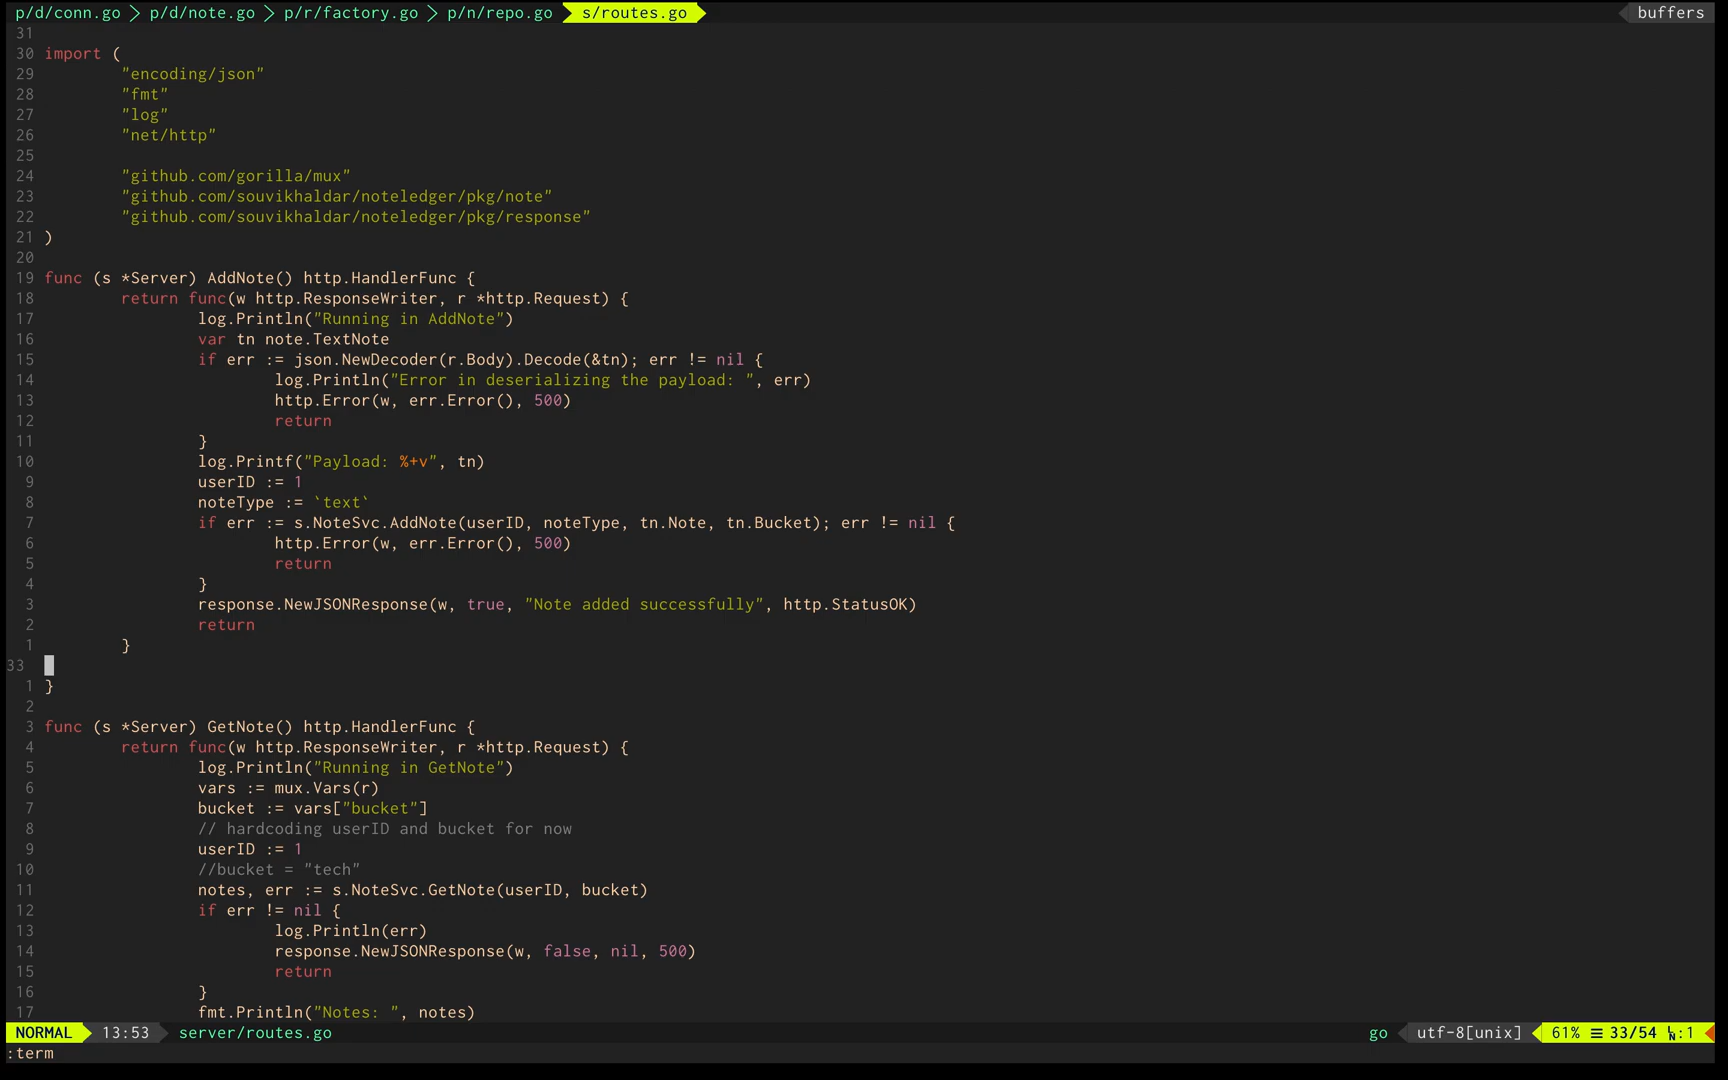 p/d/conn.go > p/d/note.go > p/r/factory.go > p/n/repo.go > s/routes.go buffers
31
30 import (
29         "encoding/json"
28         "fmt"
27         "log"
26         "net/http"
25
24         "github.com/gorilla/mux"
23         "github.com/souvikhaldar/noteledger/pkg/note"
22         "github.com/souvikhaldar/noteledger/pkg/response"
21 )
20
19 func (s *Server) AddNote() http.HandlerFunc {
18         return func(w http.ResponseWriter, r *http.Request) {
17                 log.Println("Running in AddNote")
16                 var tn note.TextNote
15                 if err := json.NewDecoder(r.Body).Decode(&tn); err != nil {
14                         log.Println("Error in deserializing the payload: ", err)
13                         http.Error(w, err.Error(), 500)
12                         return
11                 }
10                 log.Printf("Payload: %+v", tn)
9                 userID := 1
8                 noteType := `text`
7                 if err := s.NoteSvc.AddNote(userID, noteType, tn.Note, tn.Bucket); err != nil {
6                         http.Error(w, err.Error(), 500)
5                         return
4                 }
3                 response.NewJSONResponse(w, true, "Note added successfully", http.StatusOK)
2                 return
1         }
33
1 }
2
3 func (s *Server) GetNote() http.HandlerFunc {
4         return func(w http.ResponseWriter, r *http.Request) {
5                 log.Println("Running in GetNote")
6                 vars := mux.Vars(r)
7                 bucket := vars["bucket"]
8                 // hardcoding userID and bucket for now
9                 userID := 1
10                 //bucket = "tech"
11                 notes, err := s.NoteSvc.GetNote(userID, bucket)
12                 if err != nil {
13                         log.Println(err)
14                         response.NewJSONResponse(w, false, nil, 500)
15                         return
16                 }
17                 fmt.Println("Notes: ", notes)
NORMAL 13:53 server/routes.go go utf-8[unix] 61% ≡ 33/54 ㏑:1
:term